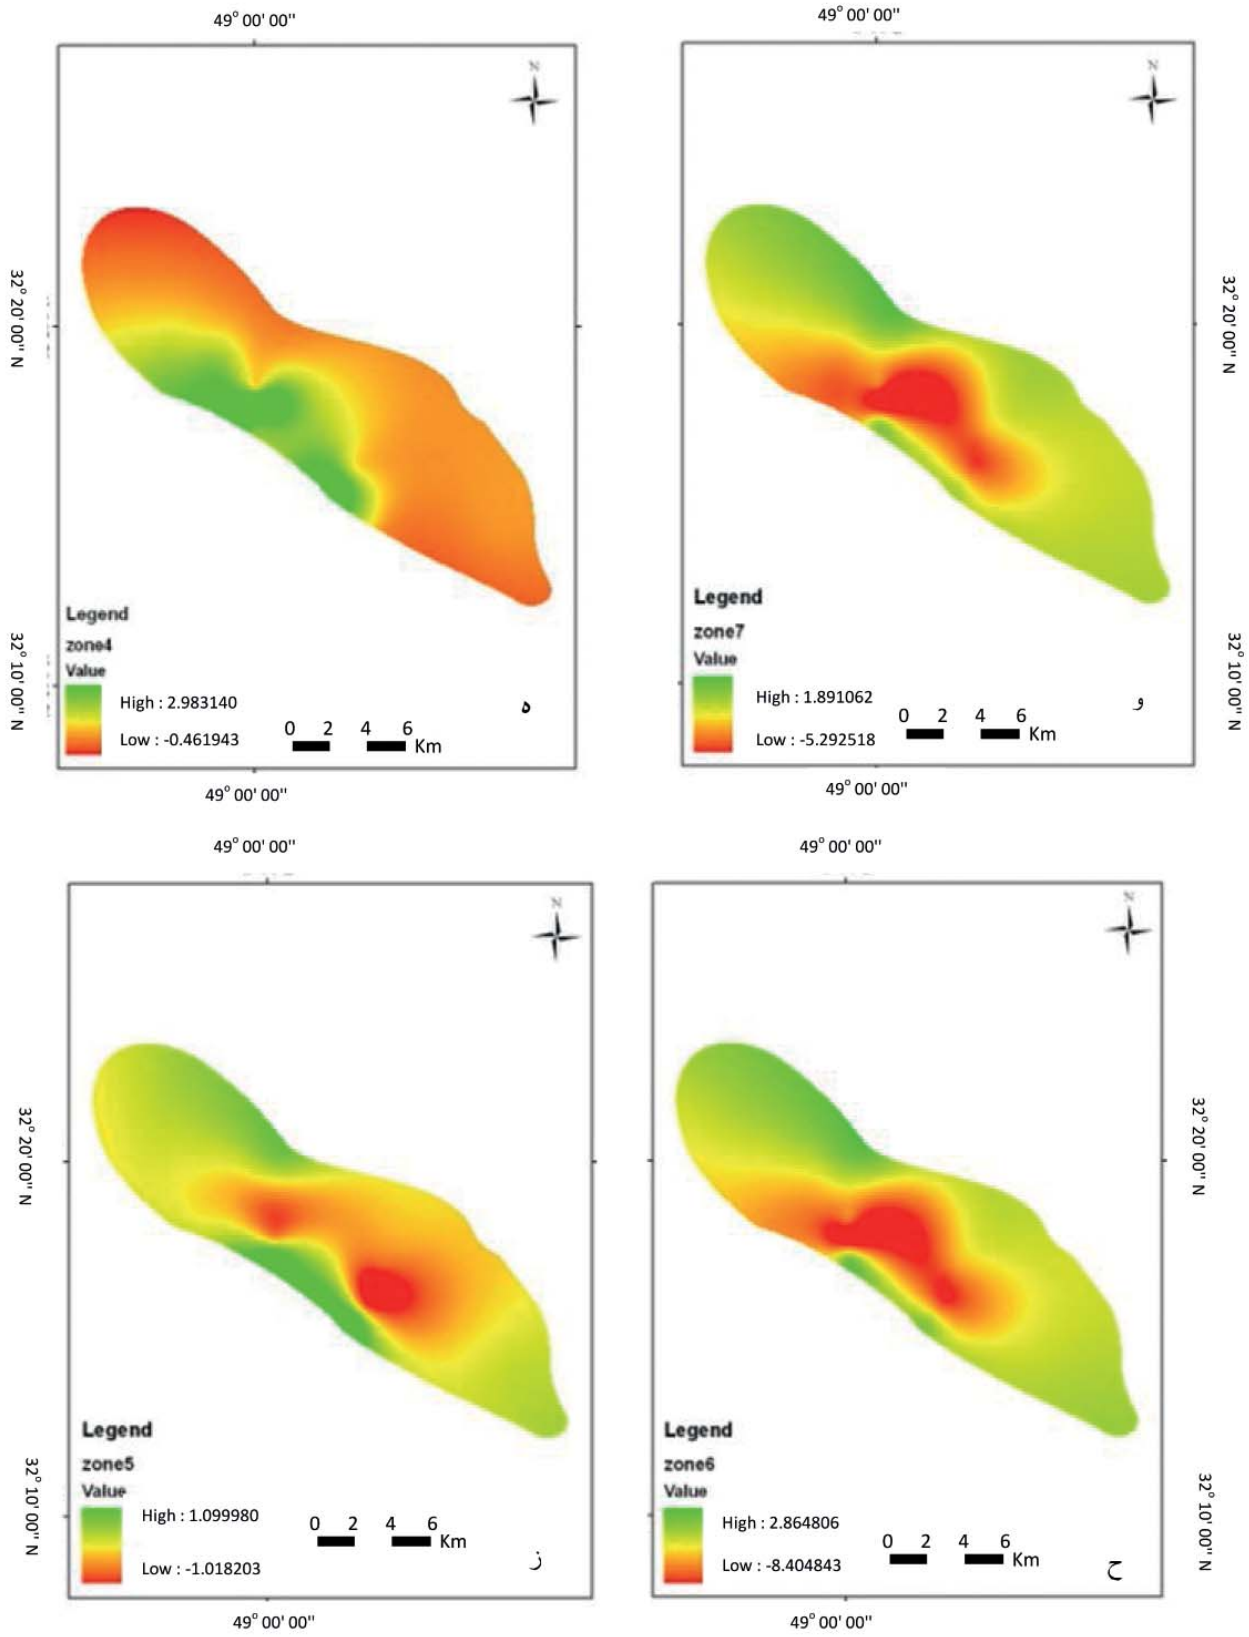 49° 00' 00"
N
32° 20' 00" N
Legend
zone4
Value
High : 2.983140
Low : -0.461943
0 2 4 6
Km
ه
32° 10' 00" N
49° 00' 00"
49° 00' 00"
N
32° 20' 00" N
Legend
zone7
Value
High : 1.891062
Low : -5.292518
0 2 4 6
Km
و
32° 10' 00" N
49° 00' 00"
49° 00' 00"
N
32° 20' 00" N
Legend
zone5
Value
High : 1.099980
Low : -1.018203
0 2 4 6
Km
ز
32° 10' 00" N
49° 00' 00"
49° 00' 00"
N
32° 20' 00" N
Legend
zone6
Value
High : 2.864806
Low : -8.404843
0 2 4 6
Km
ح
32° 10' 00" N
49° 00' 00"